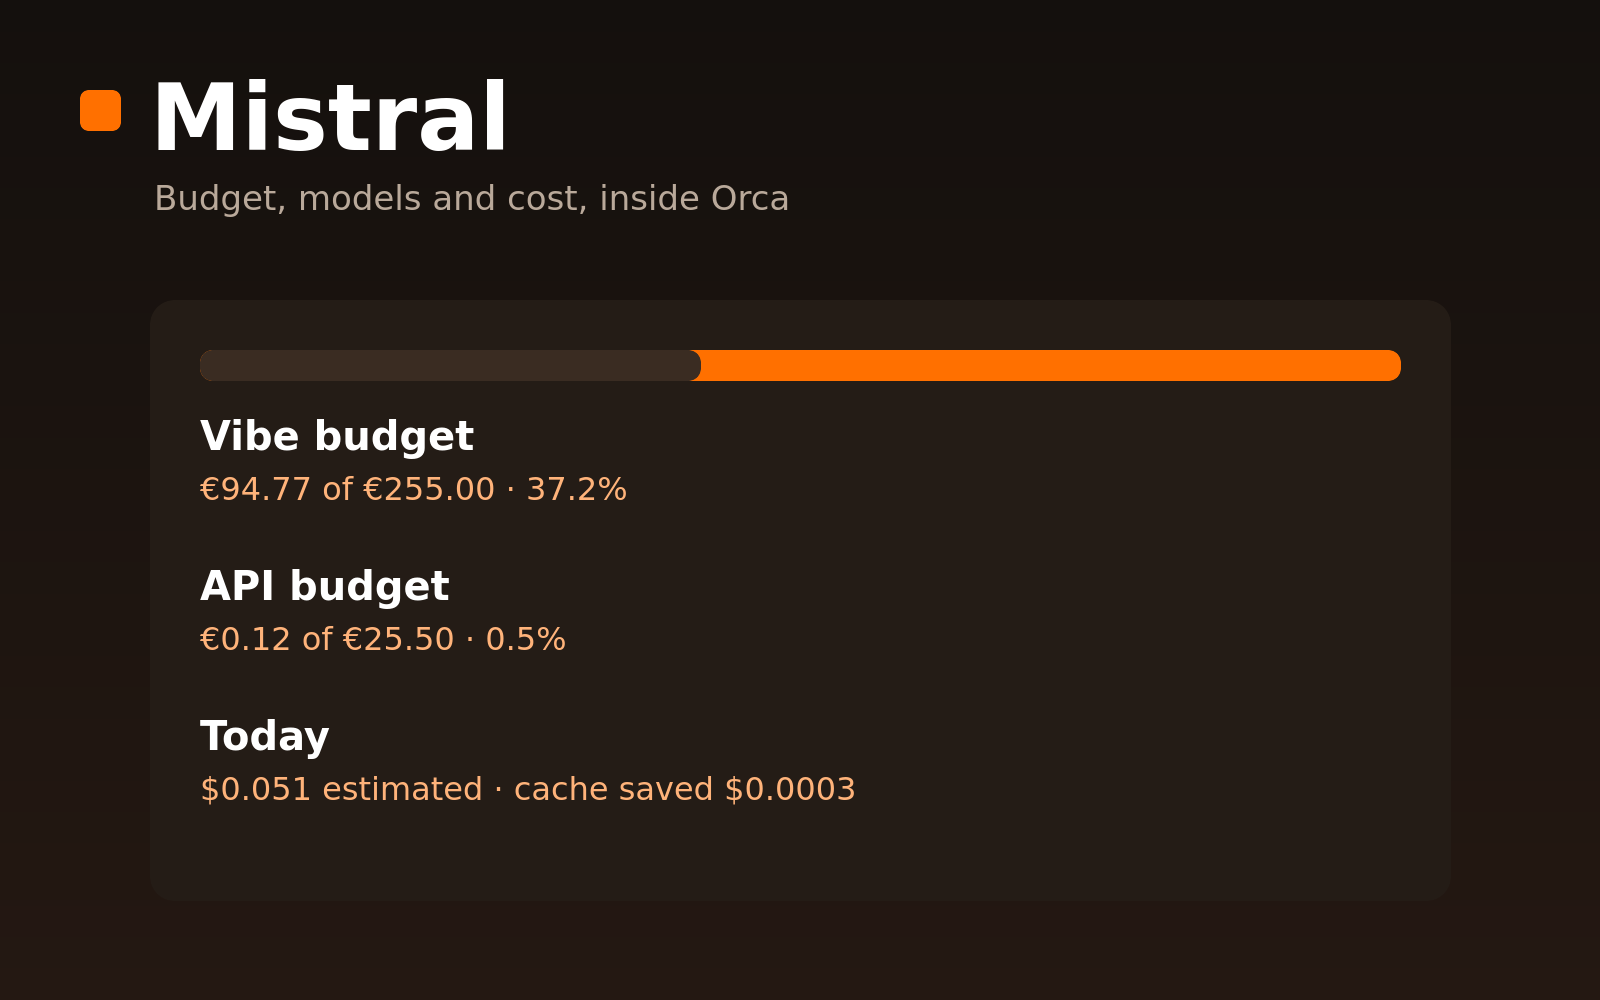 Mistral
Budget, models and cost, inside Orca
Vibe budget
€94.77 of €255.00 · 37.2%
API budget
€0.12 of €25.50 · 0.5%
Today
$0.051 estimated · cache saved $0.0003